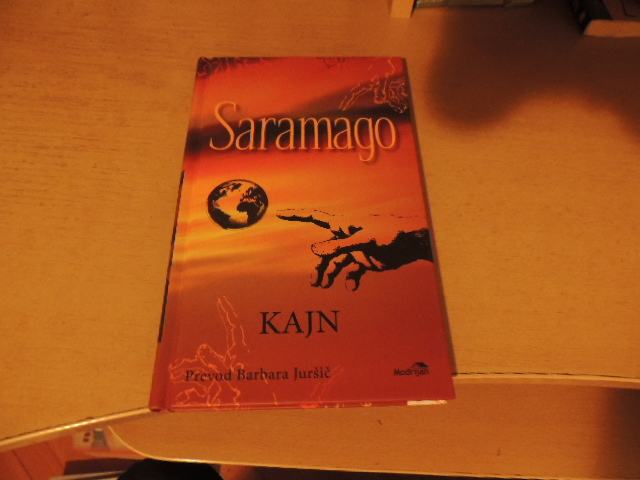 Saramago
KAJN
Prevod Barbara Juršič
Modrijan